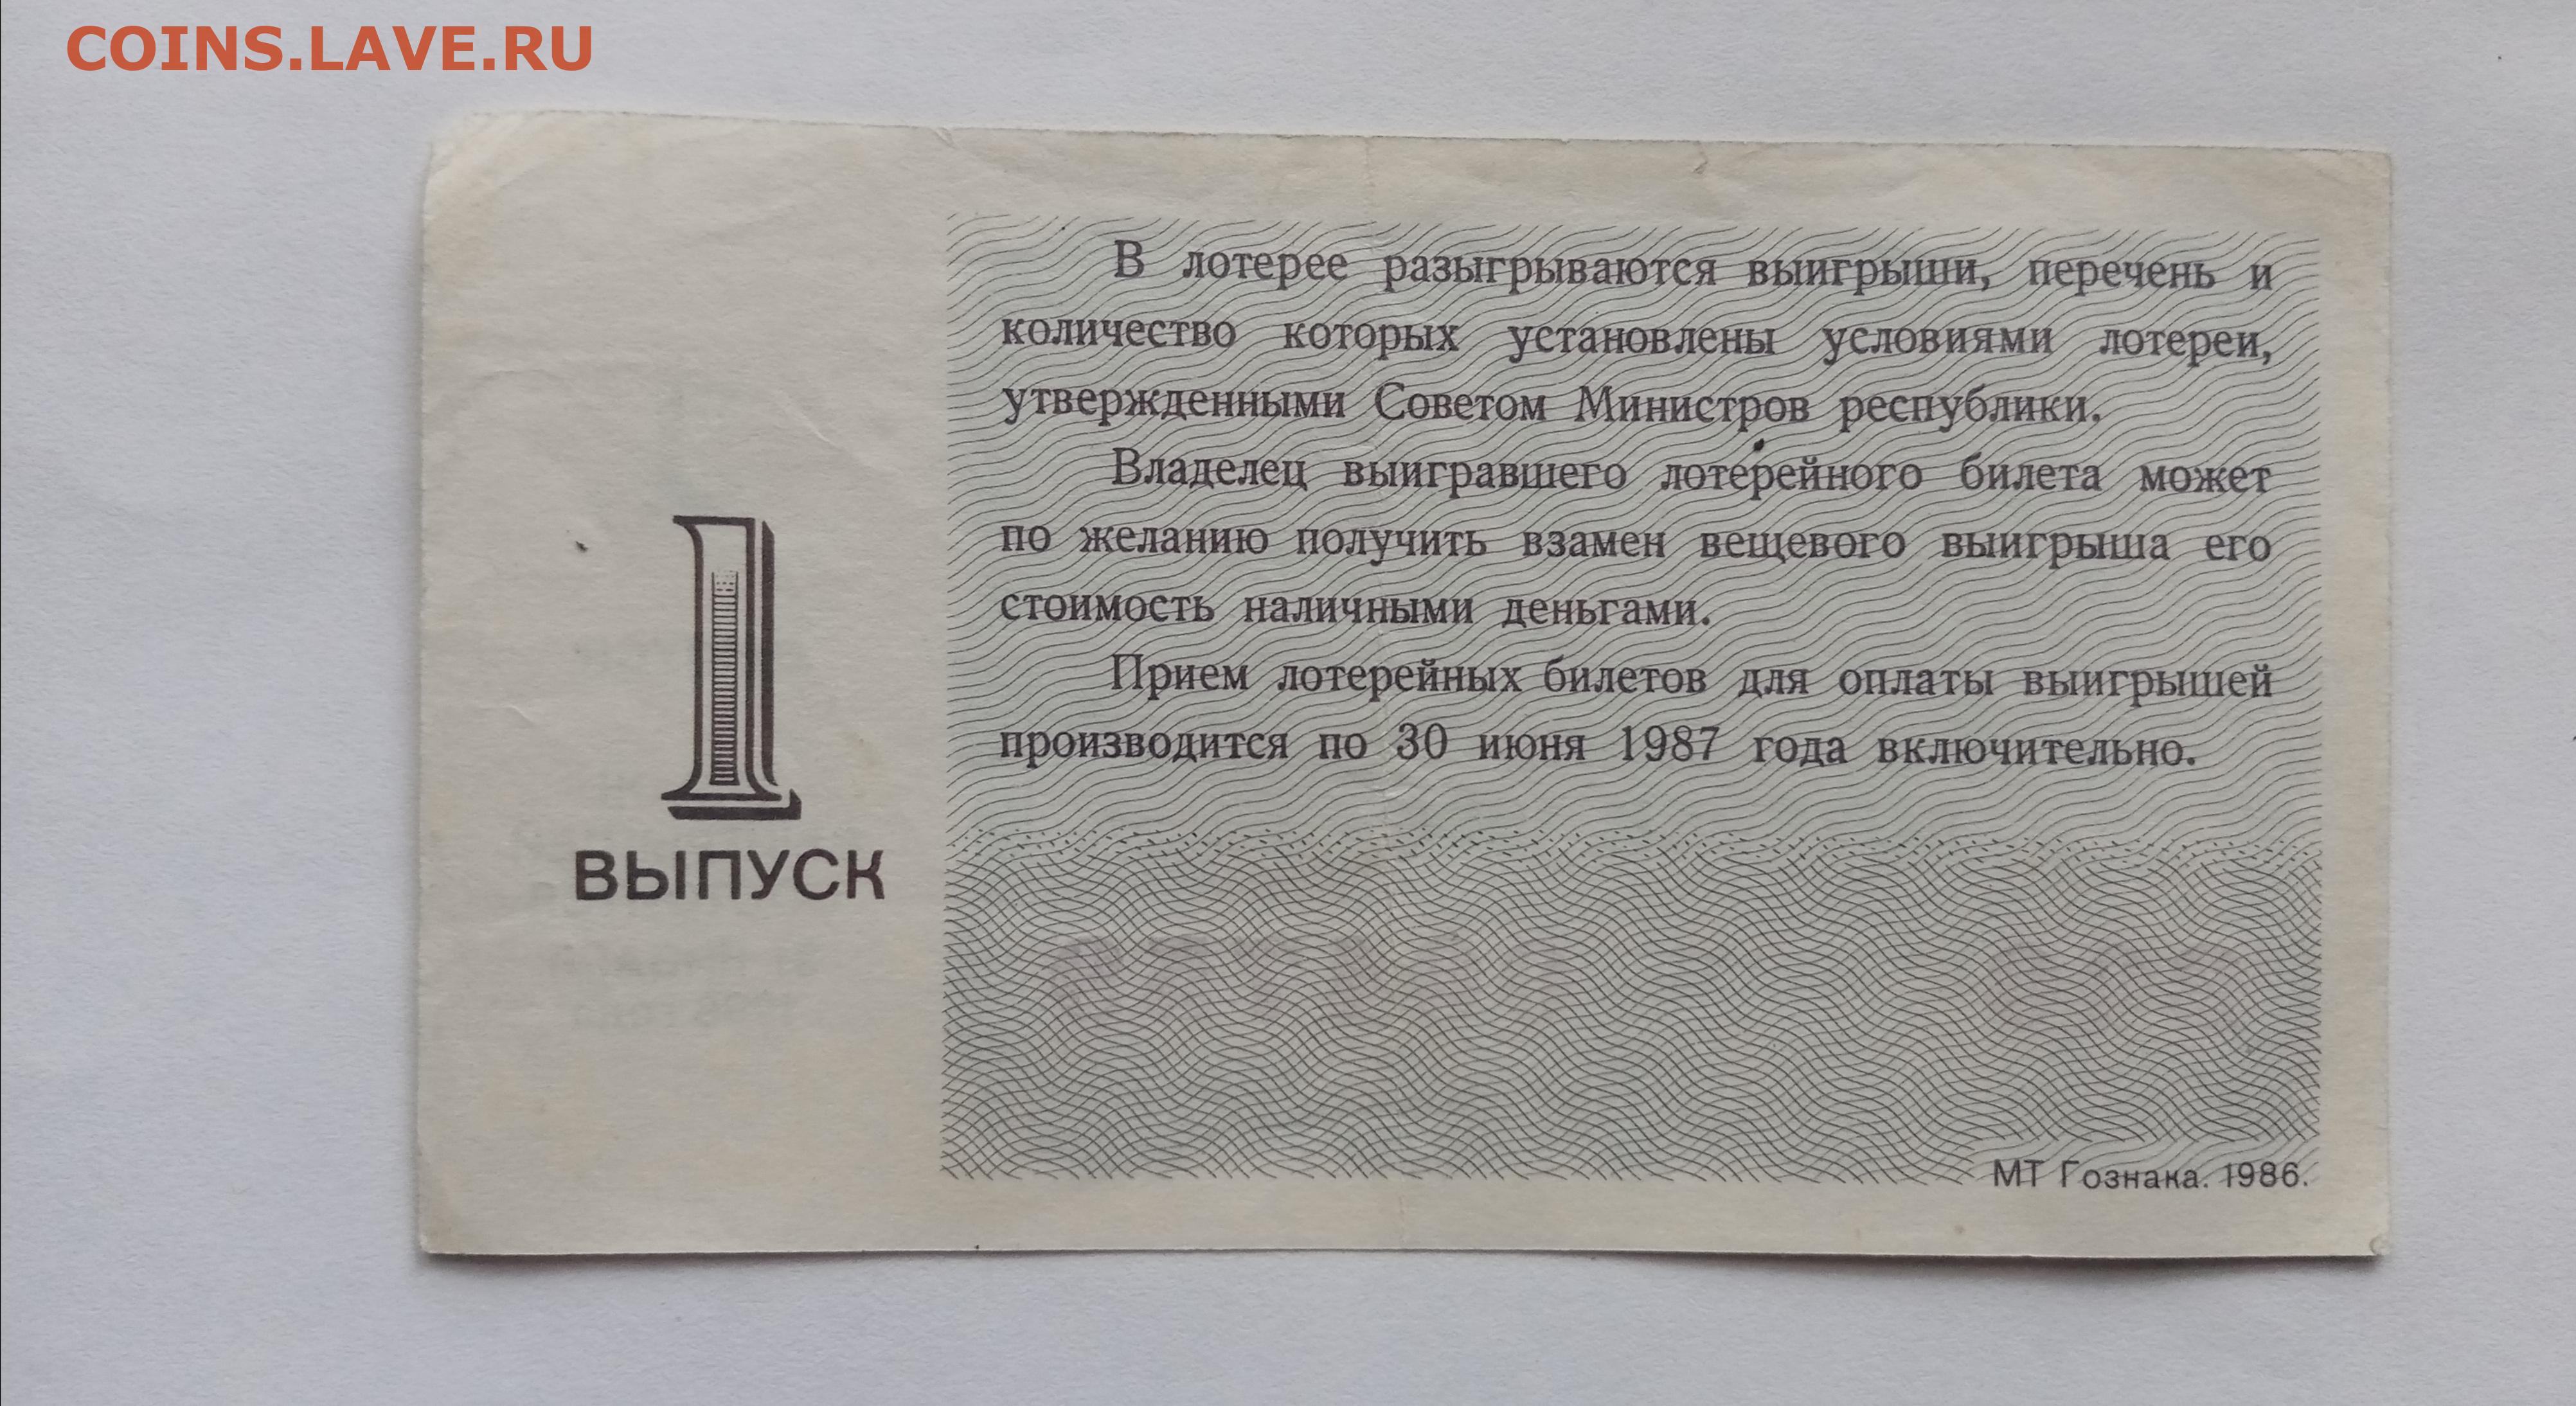 COINS.LAVE.RU
В лотерее разыгрываются выигрыши, перечень и
количество которых установлены условиями лотереи,
утвержденными Советом Министров республики.
Владелец выигравшего лотерейного билета может
по желанию получить взамен вещевого выигрыша его
стоимость наличными деньгами.
Прием лотерейных билетов для оплаты выигрышей
производится по 30 июня 1987 года включительно.
1
ВЫПУСК
МТ Гознака. 1986.